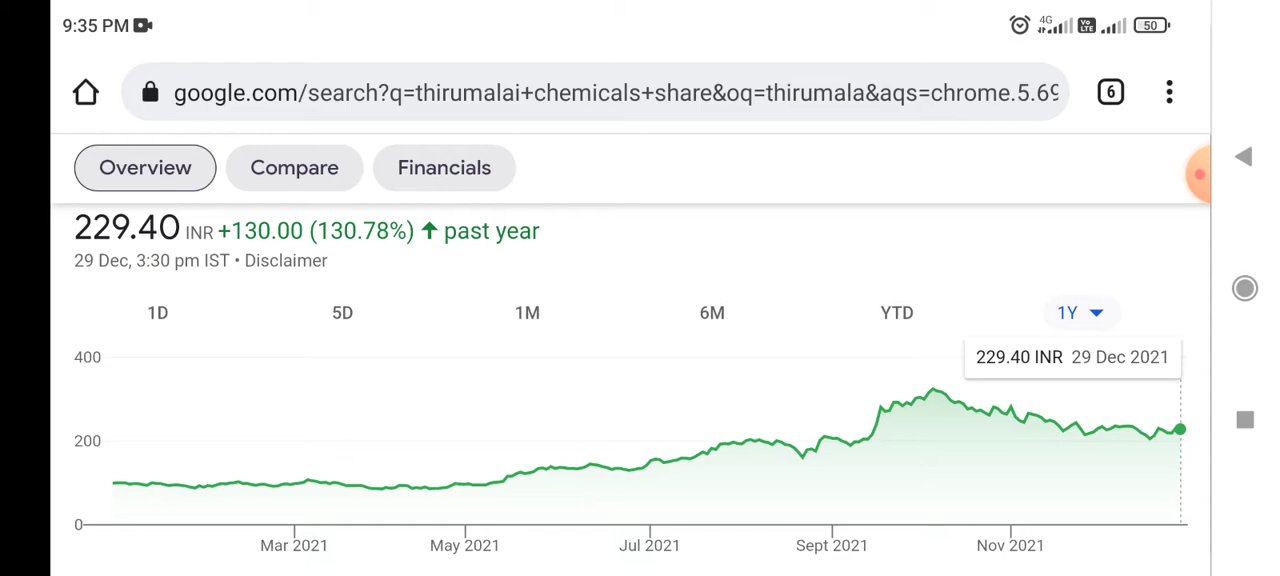 9:35 PM 4G Vo LTE 50
google.com/search?q=thirumalai+chemicals+share&oq=thirumala&aqs=chrome.5.69 6
Overview Compare Financials
229.40 INR +130.00 (130.78%) ↑ past year
29 Dec, 3:30 pm IST • Disclaimer
1D 5D 1M 6M YTD 1Y
229.40 INR 29 Dec 2021
400
200
0
Mar 2021 May 2021 Jul 2021 Sept 2021 Nov 2021